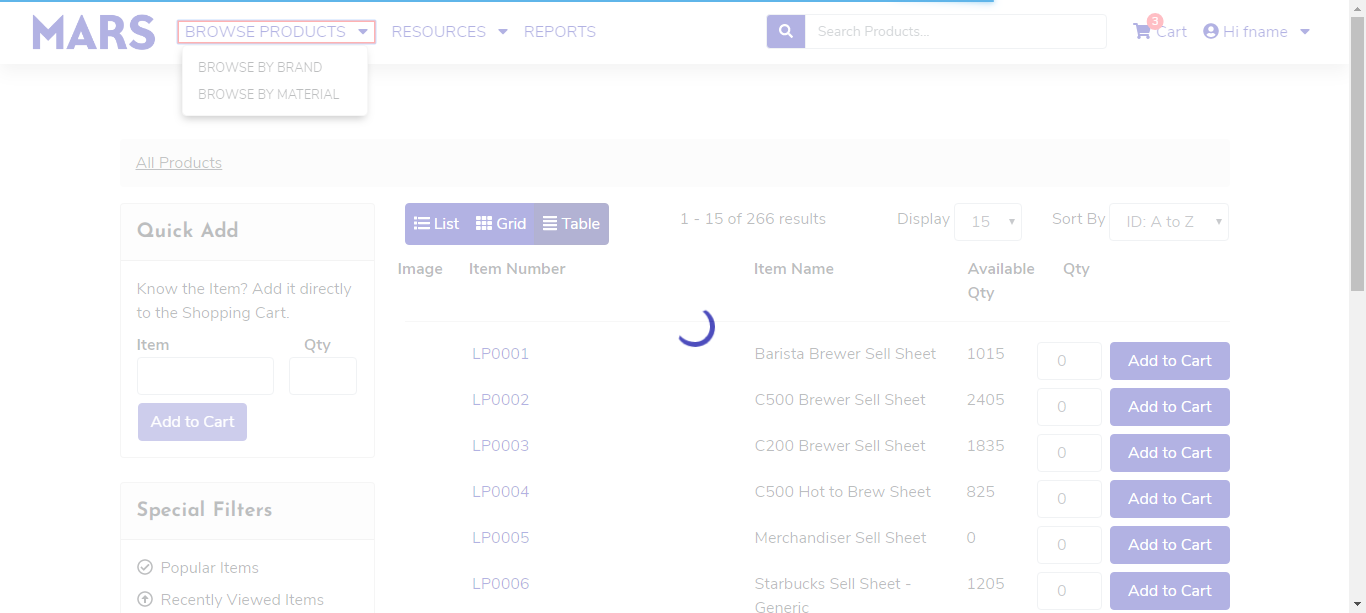 MARS
BROWSE PRODUCTS
RESOURCES
REPORTS
Search Products...
3
Cart
Hi fname
BROWSE BY BRAND
BROWSE BY MATERIAL
All Products
Quick Add
Know the Item? Add it directly
to the Shopping Cart.
Item Qty
Add to Cart
Special Filters
Popular Items
Recently Viewed Items
List Grid Table
1 - 15 of 266 results
Display 15
Sort By ID: A to Z
Image Item Number Item Name Available Qty
Qty
LP0001 Barista Brewer Sell Sheet 1015 0 Add to Cart
LP0002 C500 Brewer Sell Sheet 2405 0 Add to Cart
LP0003 C200 Brewer Sell Sheet 1835 0 Add to Cart
LP0004 C500 Hot to Brew Sheet 825 0 Add to Cart
LP0005 Merchandiser Sell Sheet 0 0 Add to Cart
LP0006 Starbucks Sell Sheet - 1205 0 Add to Cart
Generic